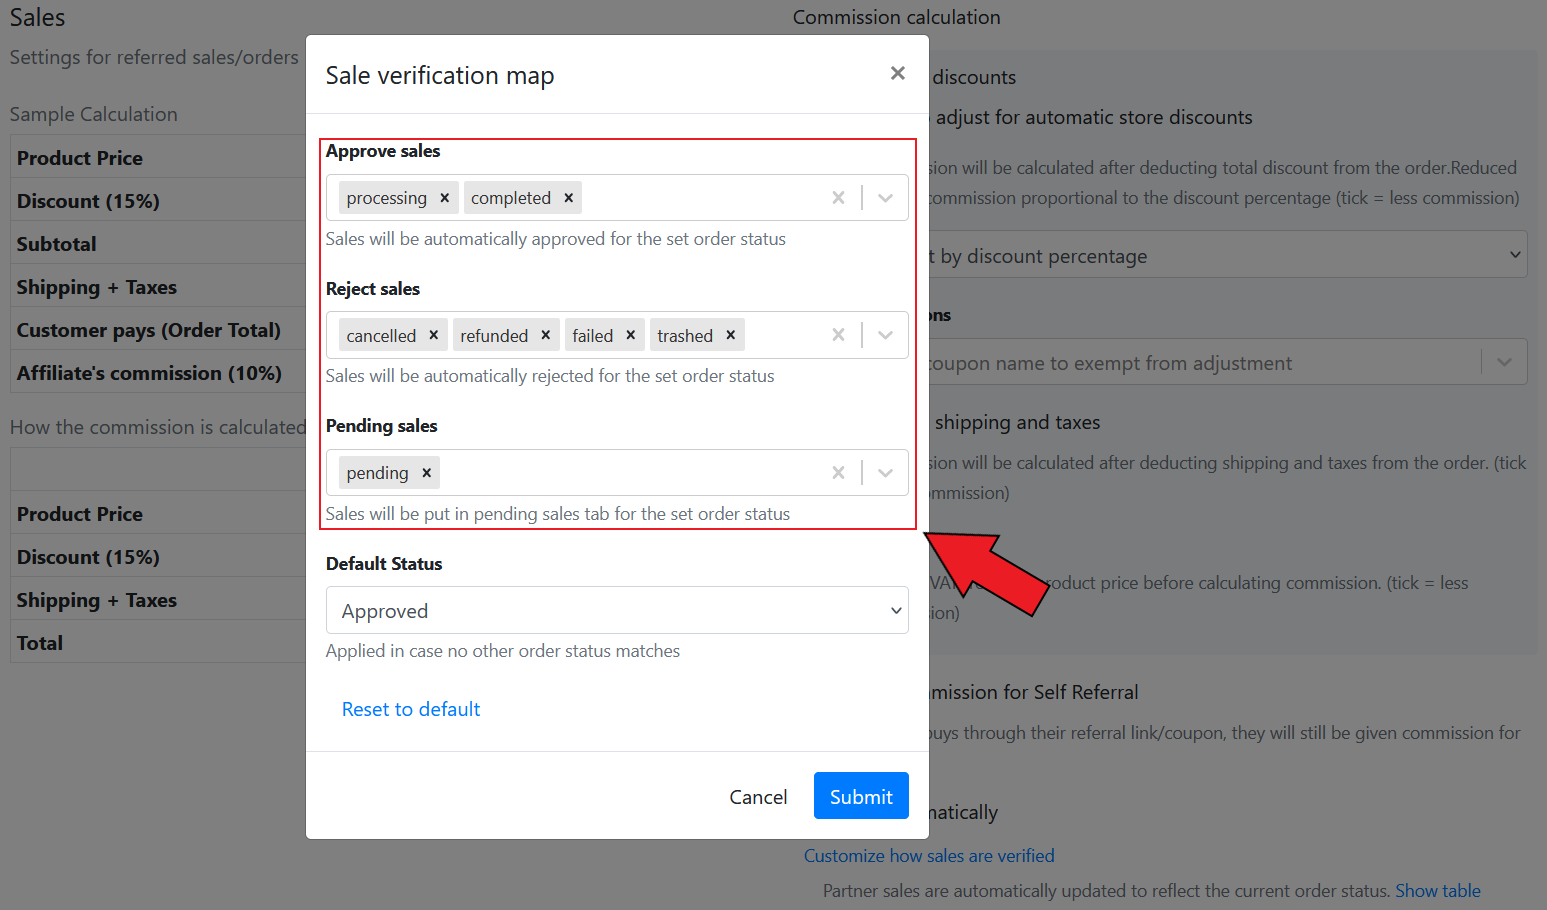 Sales
Settings for referred sales/orders
Sample Calculation
Product Price
Discount (15%)
Subtotal
Shipping + Taxes
Customer pays (Order Total)
Affiliate's commission (10%)
How the commission is calculated
Product Price
Discount (15%)
Shipping + Taxes
Total
Sale verification map
Approve sales
processing
completed
Sales will be automatically approved for the set order status
Reject sales
cancelled
refunded
failed
trashed
Sales will be automatically rejected for the set order status
Pending sales
pending
Sales will be put in pending sales tab for the set order status
Default Status
Approved
Applied in case no other order status matches
Reset to default
Cancel
Submit
Commission calculation
discounts
adjust for automatic store discounts
will be calculated after deducting total discount from the order.Reduced
commission proportional to the discount percentage (tick = less commission)
by discount percentage
coupon name to exempt from adjustment
shipping and taxes
will be calculated after deducting shipping and taxes from the order. (tick
product price before calculating commission. (tick = less
for Self Referral
buys through their referral link/coupon, they will still be given commission for
Customize how sales are verified
Partner sales are automatically updated to reflect the current order status. Show table